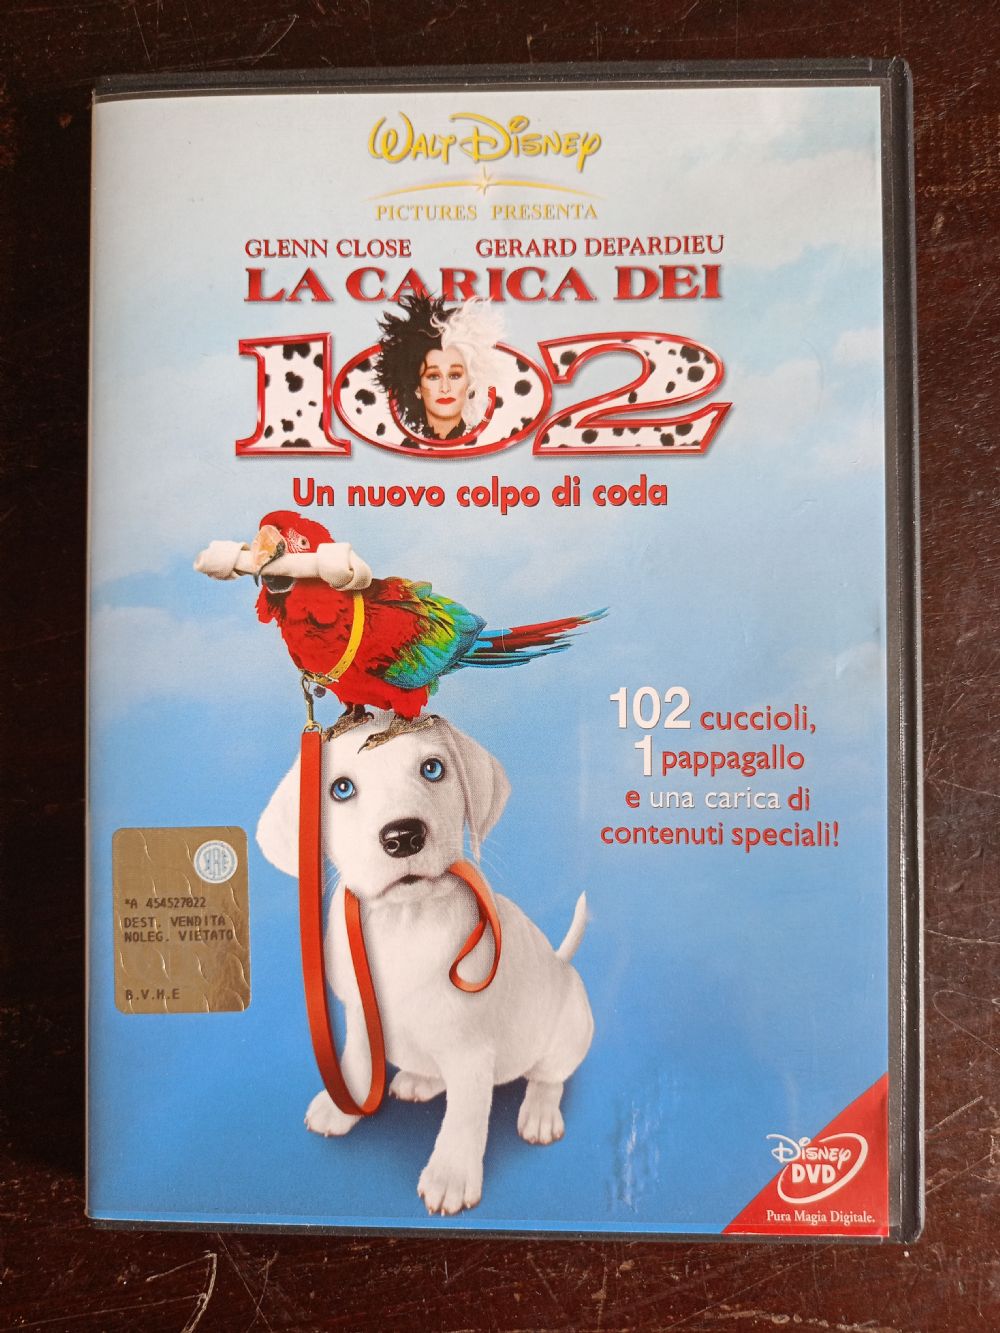 WALT DISNEY
PICTURES PRESENTA
GLENN CLOSE GERARD DEPARDIEU
LA CARICA DEI
102
Un nuovo colpo di coda
102 cuccioli,
1 pappagallo
e una carica di
contenuti speciali!
*A 454527022
DEST. VENDITA
NOLEG. VIETATO
B.V.H.E
DISNEY
DVD
Pura Magia Digitale.